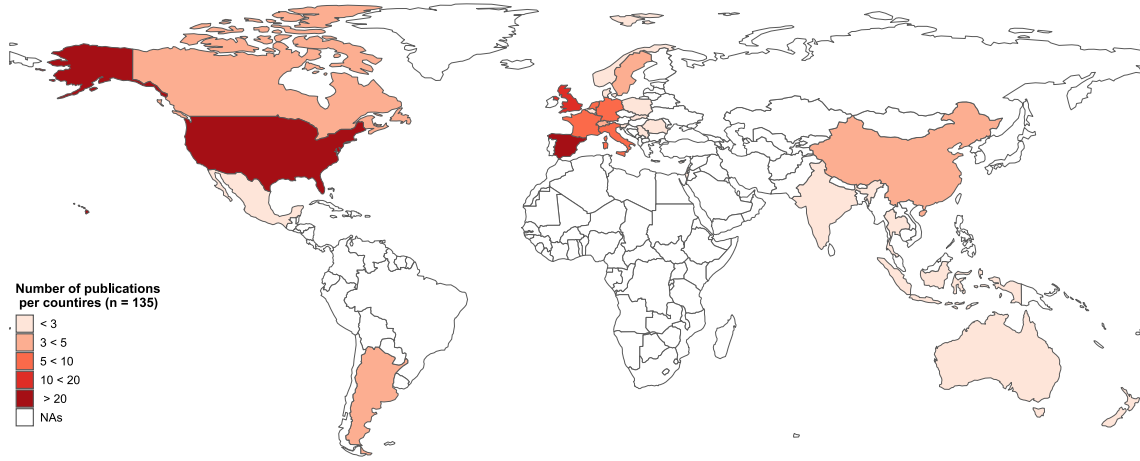 Number of publications
per countires (n = 135)
< 3
3 < 5
5 < 10
10 < 20
> 20
NAs